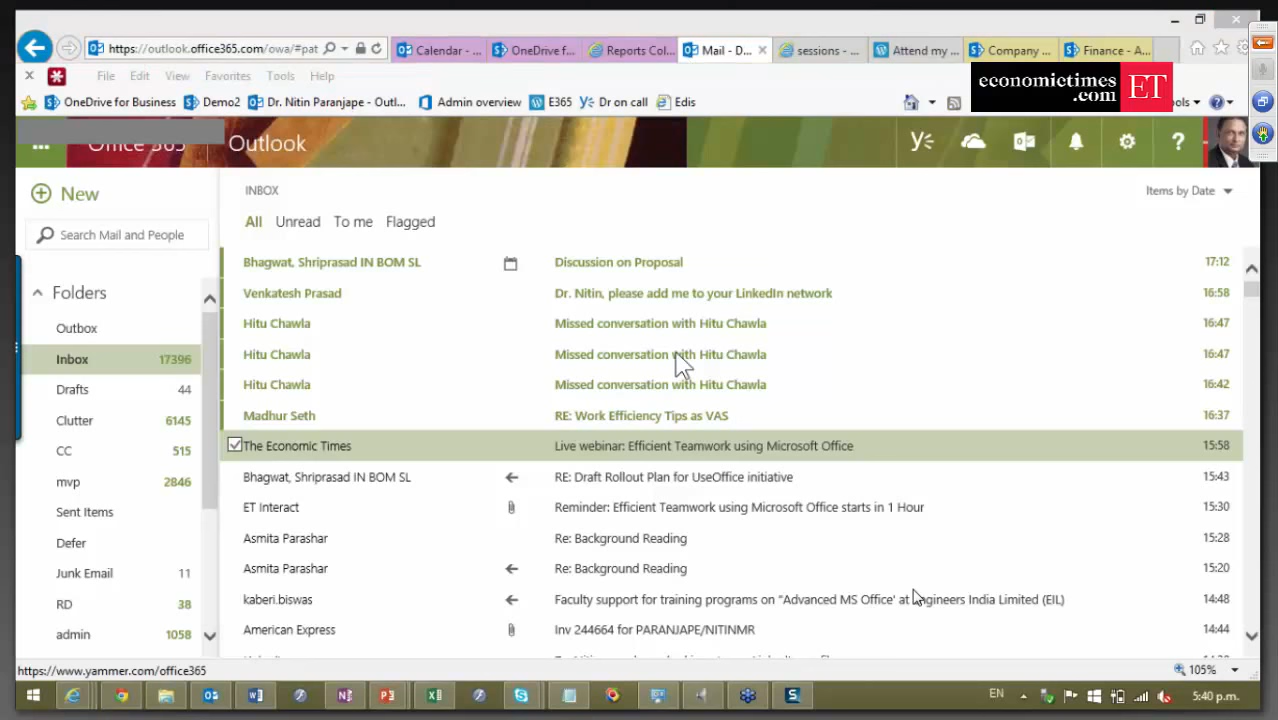 https://outlook.office365.com/owa/#pat
Calendar - ...
OneDrive f...
Reports Col...
Mail - D...
sessions - ...
Attend my ...
Company ...
Finance - A...
File Edit View Favorites Tools Help
economictimes
.com
ET
OneDrive for Business Demo2 Dr. Nitin Paranjape - Outl... Admin overview E365 Dr on call Edis
Office 365 Outlook
New
INBOX
Items by Date
All Unread To me Flagged
Search Mail and People
Folders
Outbox
Inbox 17396
Drafts 44
Clutter 6145
CC 515
mvp 2846
Sent Items
Defer
Junk Email 11
RD 38
admin 1058
Bhagwat, Shriprasad IN BOM SL Discussion on Proposal 17:12
Venkatesh Prasad Dr. Nitin, please add me to your LinkedIn network 16:58
Hitu Chawla Missed conversation with Hitu Chawla 16:47
Hitu Chawla Missed conversation with Hitu Chawla 16:47
Hitu Chawla Missed conversation with Hitu Chawla 16:42
Madhur Seth RE: Work Efficiency Tips as VAS 16:37
The Economic Times Live webinar: Efficient Teamwork using Microsoft Office 15:58
Bhagwat, Shriprasad IN BOM SL RE: Draft Rollout Plan for UseOffice initiative 15:43
ET Interact Reminder: Efficient Teamwork using Microsoft Office starts in 1 Hour 15:30
Asmita Parashar Re: Background Reading 15:28
Asmita Parashar Re: Background Reading 15:20
kaberi.biswas Faculty support for training programs on "Advanced MS Office' at Engineers India Limited (EIL) 14:48
American Express Inv 244664 for PARANJAPE/NITINMR 14:44
https://www.yammer.com/office365
105%
EN
5:40 p.m.